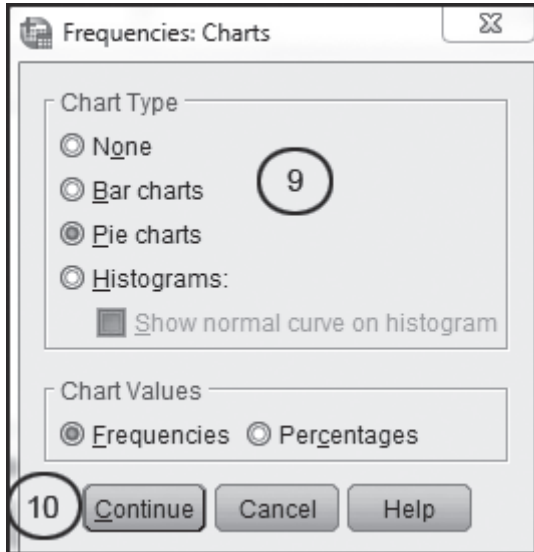 Frequencies: Charts
Chart Type
None
Bar charts
9
Pie charts
Histograms:
Show normal curve on histogram
Chart Values
Frequencies Percentages
10 Continue Cancel Help